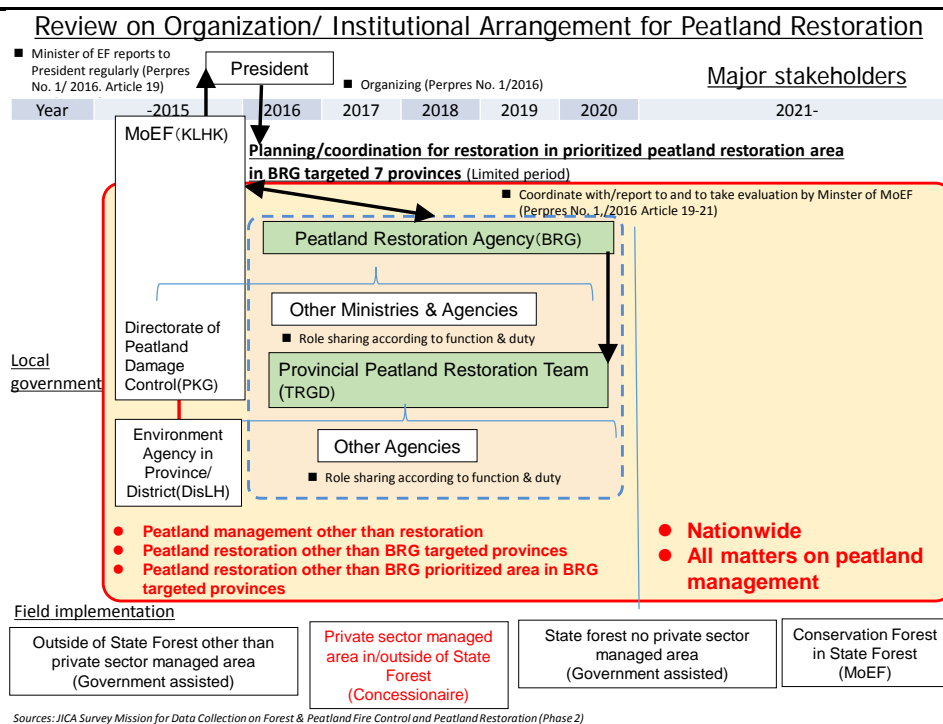 Review on Organization/ Institutional Arrangement for Peatland Restoration
■ Minister of EF reports to
President regularly (Perpres
No. 1/ 2016. Article 19)
President
■ Organizing (Perpres No. 1/2016)
Major stakeholders
Year -2015 2016 2017 2018 2019 2020 2021-
MoEF(KLHK)
Planning/coordination for restoration in prioritized peatland restoration area
in BRG targeted 7 provinces (Limited period)
■ Coordinate with/report to and to take evaluation by Minster of MoEF
(Perpres No. 1,/2016 Article 19-21)
Peatland Restoration Agency(BRG)
Other Ministries & Agencies
■ Role sharing according to function & duty
Directorate of
Peatland
Damage
Control(PKG)
Local
government
Provincial Peatland Restoration Team
(TRGD)
Environment
Agency in
Province/
District(DisLH)
Other Agencies
■ Role sharing according to function & duty
● Peatland management other than restoration
● Peatland restoration other than BRG targeted provinces
● Peatland restoration other than BRG prioritized area in BRG
targeted provinces
● Nationwide
● All matters on peatland
management
Field implementation
Outside of State Forest other than
private sector managed area
(Government assisted)
Private sector managed
area in/outside of State
Forest
(Concessionaire)
State forest no private sector
managed area
(Government assisted)
Conservation Forest
in State Forest
(MoEF)
Sources: JICA Survey Mission for Data Collection on Forest & Peatland Fire Control and Peatland Restoration (Phase 2)